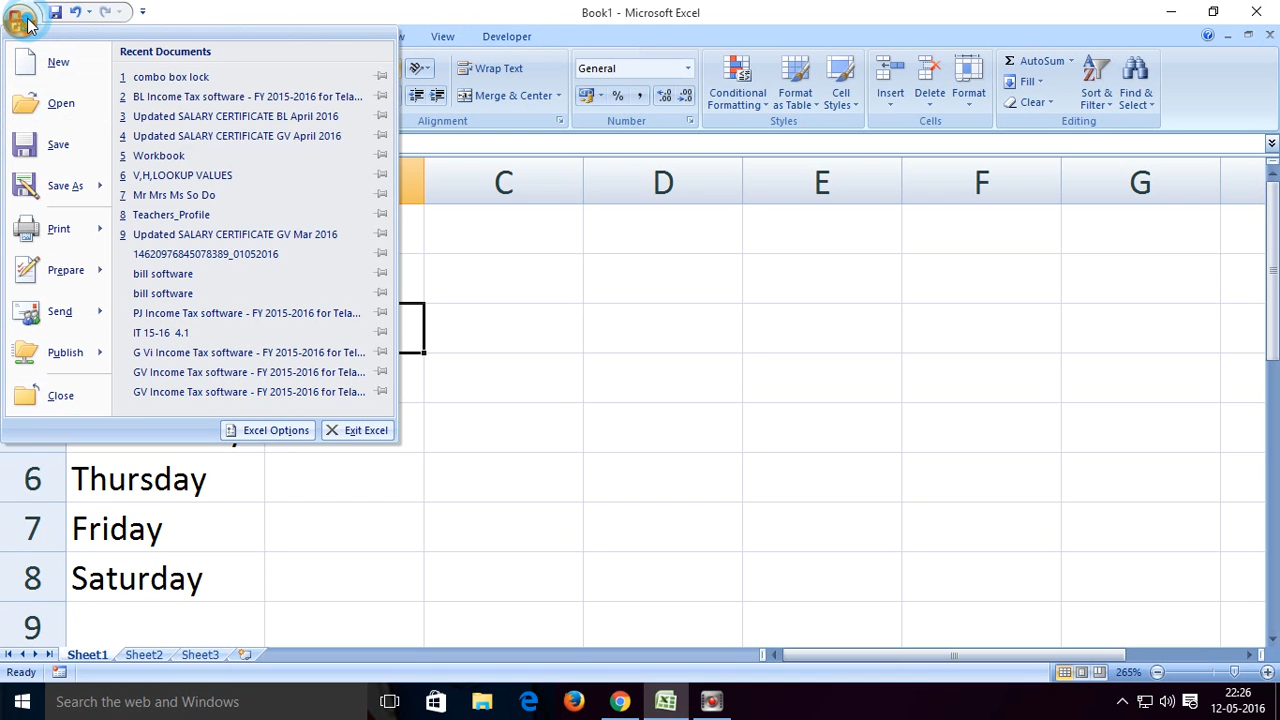 Book1 - Microsoft Excel
View Developer
New
Open
Save
Save As
Print
Prepare
Send
Publish
Close
Recent Documents
1 combo box lock
2 BL Income Tax software - FY 2015-2016 for Tela...
3 Updated SALARY CERTIFICATE BL April 2016
4 Updated SALARY CERTIFICATE GV April 2016
5 Workbook
6 V,H,LOOKUP VALUES
7 Mr Mrs Ms So Do
8 Teachers_Profile
9 Updated SALARY CERTIFICATE GV Mar 2016
14620976845078389_01052016
bill software
bill software
PJ Income Tax software - FY 2015-2016 for Tela...
IT 15-16 4.1
G Vi Income Tax software - FY 2015-2016 for Tel...
GV Income Tax software - FY 2015-2016 for Tela...
GV Income Tax software - FY 2015-2016 for Tela...
Excel Options Exit Excel
Wrap Text
Merge & Center
Alignment
General
% ,
Number
Conditional Formatting
Format as Table
Cell Styles
Styles
Insert Delete Format
Cells
Σ AutoSum
Fill
Clear
Sort & Filter
Find & Select
Editing
C D E F G
6 Thursday
7 Friday
8 Saturday
9
Sheet1 Sheet2 Sheet3
Ready
265%
Search the web and Windows
22:26
12-05-2016